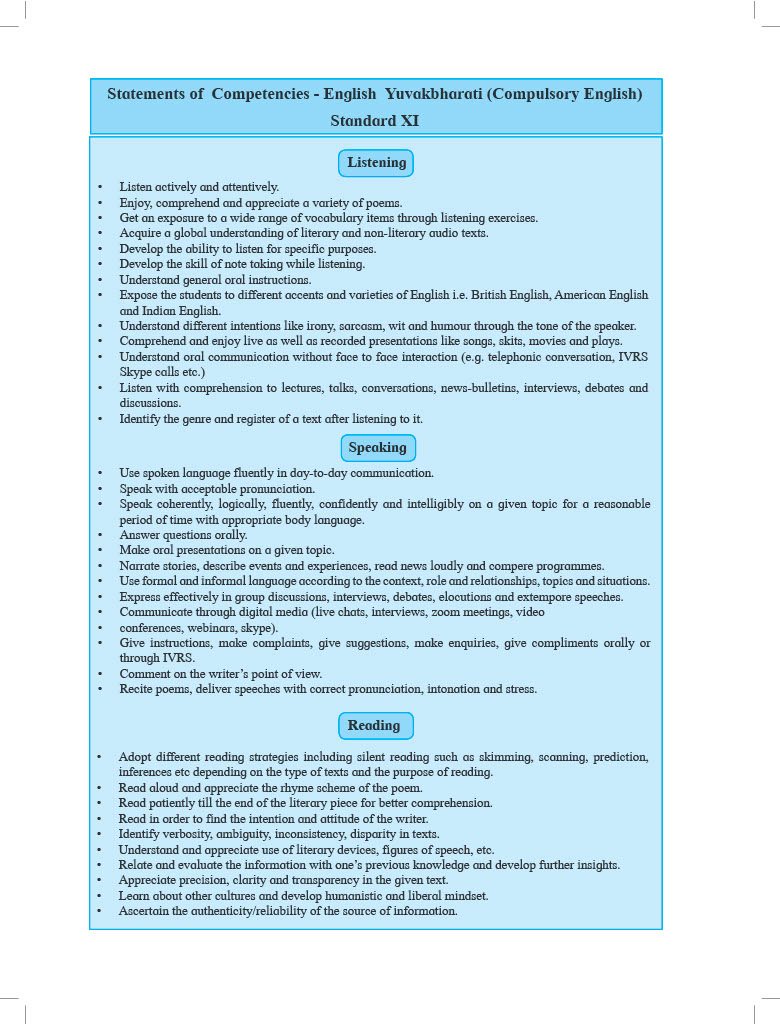 Statements of Competencies - English Yuvakbharati (Compulsory English)
Standard XI
Listening
• Listen actively and attentively.
• Enjoy, comprehend and appreciate a variety of poems.
• Get an exposure to a wide range of vocabulary items through listening exercises.
• Acquire a global understanding of literary and non-literary audio texts.
• Develop the ability to listen for specific purposes.
• Develop the skill of note taking while listening.
• Understand general oral instructions.
• Expose the students to different accents and varieties of English i.e. British English, American English
and Indian English.
• Understand different intentions like irony, sarcasm, wit and humour through the tone of the speaker.
• Comprehend and enjoy live as well as recorded presentations like songs, skits, movies and plays.
• Understand oral communication without face to face interaction (e.g. telephonic conversation, IVRS
Skype calls etc.)
• Listen with comprehension to lectures, talks, conversations, news-bulletins, interviews, debates and
discussions.
• Identify the genre and register of a text after listening to it.
Speaking
• Use spoken language fluently in day-to-day communication.
• Speak with acceptable pronunciation.
• Speak coherently, logically, fluently, confidently and intelligibly on a given topic for a reasonable
period of time with appropriate body language.
• Answer questions orally.
• Make oral presentations on a given topic.
• Narrate stories, describe events and experiences, read news loudly and compere programmes.
• Use formal and informal language according to the context, role and relationships, topics and situations.
• Express effectively in group discussions, interviews, debates, elocutions and extempore speeches.
• Communicate through digital media (live chats, interviews, zoom meetings, video
• conferences, webinars, skype).
• Give instructions, make complaints, give suggestions, make enquiries, give compliments orally or
through IVRS.
• Comment on the writer's point of view.
• Recite poems, deliver speeches with correct pronunciation, intonation and stress.
Reading
• Adopt different reading strategies including silent reading such as skimming, scanning, prediction,
inferences etc depending on the type of texts and the purpose of reading.
• Read aloud and appreciate the rhyme scheme of the poem.
• Read patiently till the end of the literary piece for better comprehension.
• Read in order to find the intention and attitude of the writer.
• Identify verbosity, ambiguity, inconsistency, disparity in texts.
• Understand and appreciate use of literary devices, figures of speech, etc.
• Relate and evaluate the information with one's previous knowledge and develop further insights.
• Appreciate precision, clarity and transparency in the given text.
• Learn about other cultures and develop humanistic and liberal mindset.
• Ascertain the authenticity/reliability of the source of information.